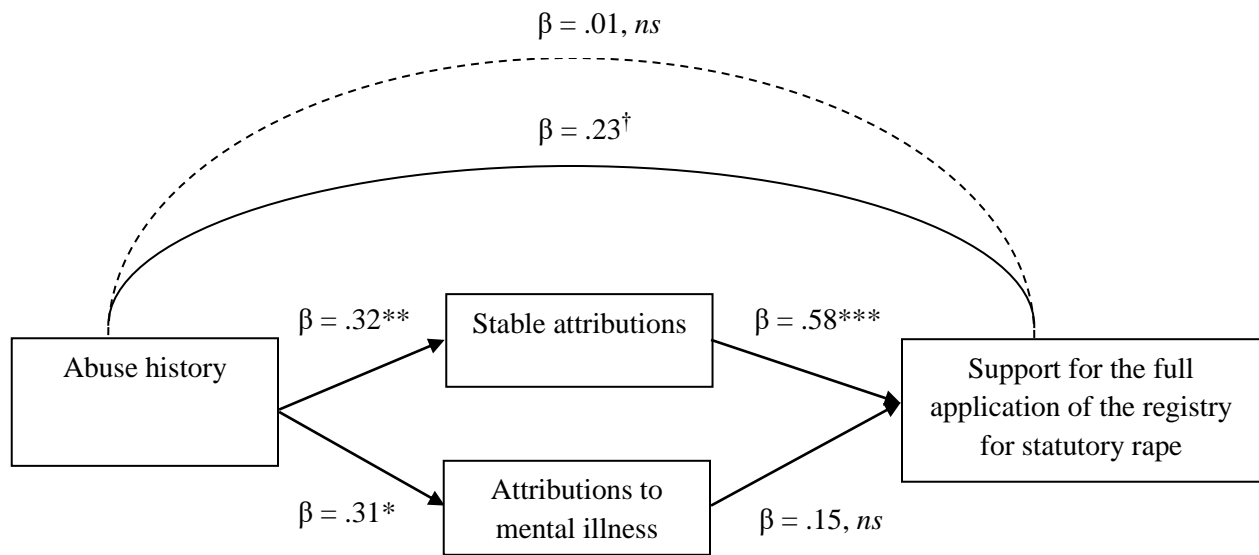 β = .01, ns
β = .23†
β = .32**
Stable attributions
β = .58***
Abuse history
Support for the full
application of the registry
for statutory rape
β = .31*
Attributions to
mental illness
β = .15, ns